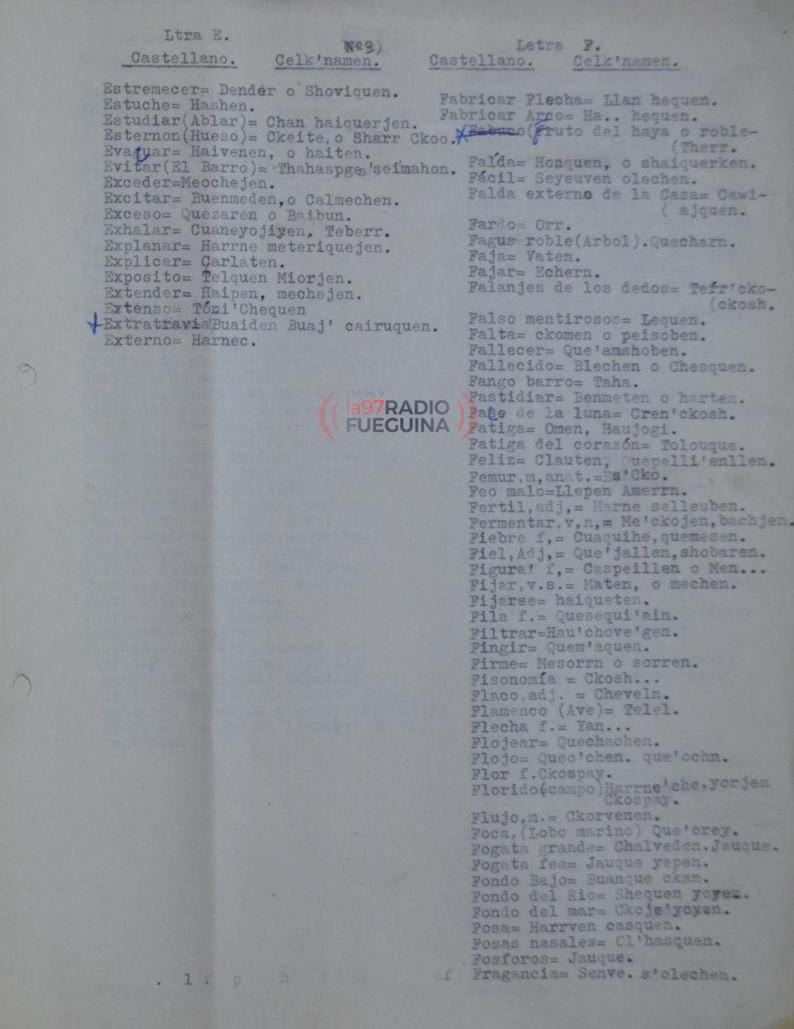 Ltra E.
Nº9)
Castellano. Celk'namen.
Estremecer= Dender o Shoviquen.
Estuche= Hashen.
Estudiar(Ablar)= Chan haicuerjen.
Esternon(Hueso)= Ckeite,o Sharr Ckoo.
Evaquar= Haivenen, o haiten.
Evitar(El Barro)= Thahaspgem'seimahon.
Exceder=Meochejen.
Excitar= Buenmeden,o Calmechen.
Exceso= Quezaren o Baibun.
Exhalar= Cuaneyojiyen, Teberr.
Explanar= Harrne meteriquejen.
Explicar= Carlaten.
Exposito= Telquen Miorjen.
Extender= Haipen, mechejen.
Extenso= Tóni'Chequen
Extratravia Buaiden Buaj' cairuquen.
Externo= Harnec.
Letra F.
Castellano. Celk'namen.
Fabricar Flecha= Llan hequen.
Fabricar Arco= Ha.. hequen.
Fabuco(fruto del haya o roble-
(Therr.
Falda= Honquen, o shaiquerken.
Fácil= Seyeuven olechen.
Falda externo de la Casa= Cawi-
( ajquen.
Fardo= Orr.
Fagus roble(Arbol).Quecharn.
Faja= Vaten.
Fajar= Echern.
Falanjes de los dedos= Tefr'cko-
(ckosh.
Falso mentirosos= Lequen.
Falta= ckomen o peisoben.
Fallecer= Que'amshoben.
Fallecido= Blechen o Chesquen.
Fango barro= Taha.
Fastidiar= Benmeten o harten.
Fase de la luna= Cren'ckosh.
Fatiga= Omen, Haujogi.
Fatiga del corazón= Tolouque.
Feliz= Clauten, uepelli'enllen.
Femur,m,anat.=Es'Cko.
Feo malo=Llepen Amerrn.
Fertil,adj,= Harne selleuben.
Fermentar,v,n,= Me'ckojen,bachjen.
Fiebre f,= Cuaquihe,quemesen.
Fiel,Adj,= Que'jallen,shobaren.
Figura' f,= Caspeillen o Men...
Fijar,v.s.= Maten, o mechen.
Fijarse= haiqueten.
Fila f.= Quesequi'ain.
Filtrar=Hau'chove'gen.
Fingir= Quem'aquen.
Firme= Mesorrn o sorren.
Fisonomía = Ckosh...
Flaco,adj. = Cheveln.
Flamenco (Ave)= Telel.
Flecha f.= Yan...
Flojear= Quechachen.
Flojo= Queo'chen. que'ochn.
Flor f.Ckospay.
Florido(campo)Harrne'che,yorjen
Ckospay.
Flujo,m.= Ckorvenen.
Foca,(Lobo marino) Que'orey.
Fogata grande= Chalveden.Jauque.
Fogata fea= Jauque yepen.
Fondo Bajo= Buanque ckan.
Fondo del Rio= Shequen yoyen.
Fondo del mar= Ckoje'yoyen.
Fosa= Harrven casquen.
Fosas nasales= Cl'hasquen.
Fosforos= Jauque.
Fragancia= Senve. s'olechen.
FM 96.9
la97RADIO
FUEGUINA